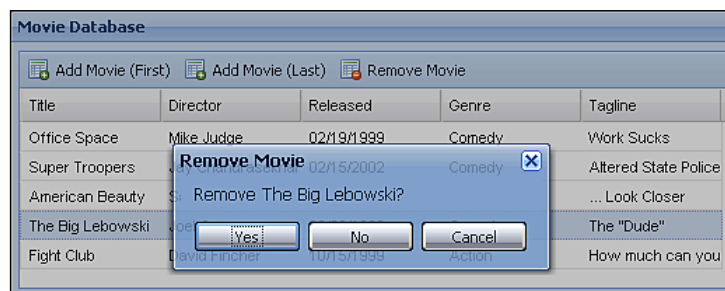 Movie Database
Add Movie (First) Add Movie (Last) Remove Movie
Title Director Released Genre Tagline
Office Space Mike Judge 02/19/1999 Comedy Work Sucks
Super Troopers Jay Chandrasekhar 02/15/2002 Comedy Altered State Police
American Beauty ... Look Closer
The Big Lebowski Joel The "Dude"
Fight Club David Fincher 10/15/1999 Action How much can you
Remove Movie
Remove The Big Lebowski?
Yes No Cancel